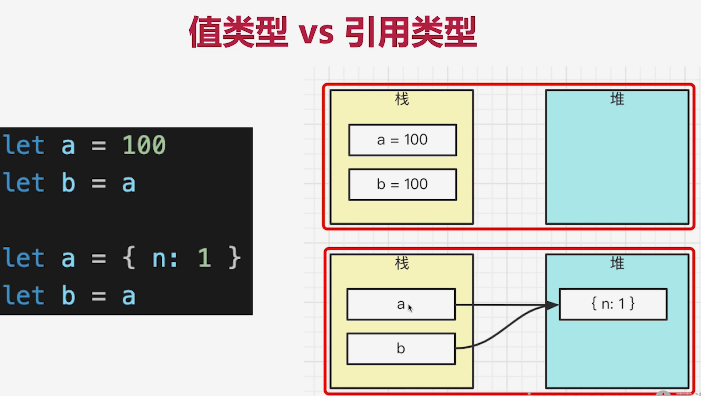 值类型 vs 引用类型
let a = 100
let b = a
let a = { n: 1 }
let b = a
栈
a = 100
b = 100
堆
栈
a
b
堆
{ n: 1 }